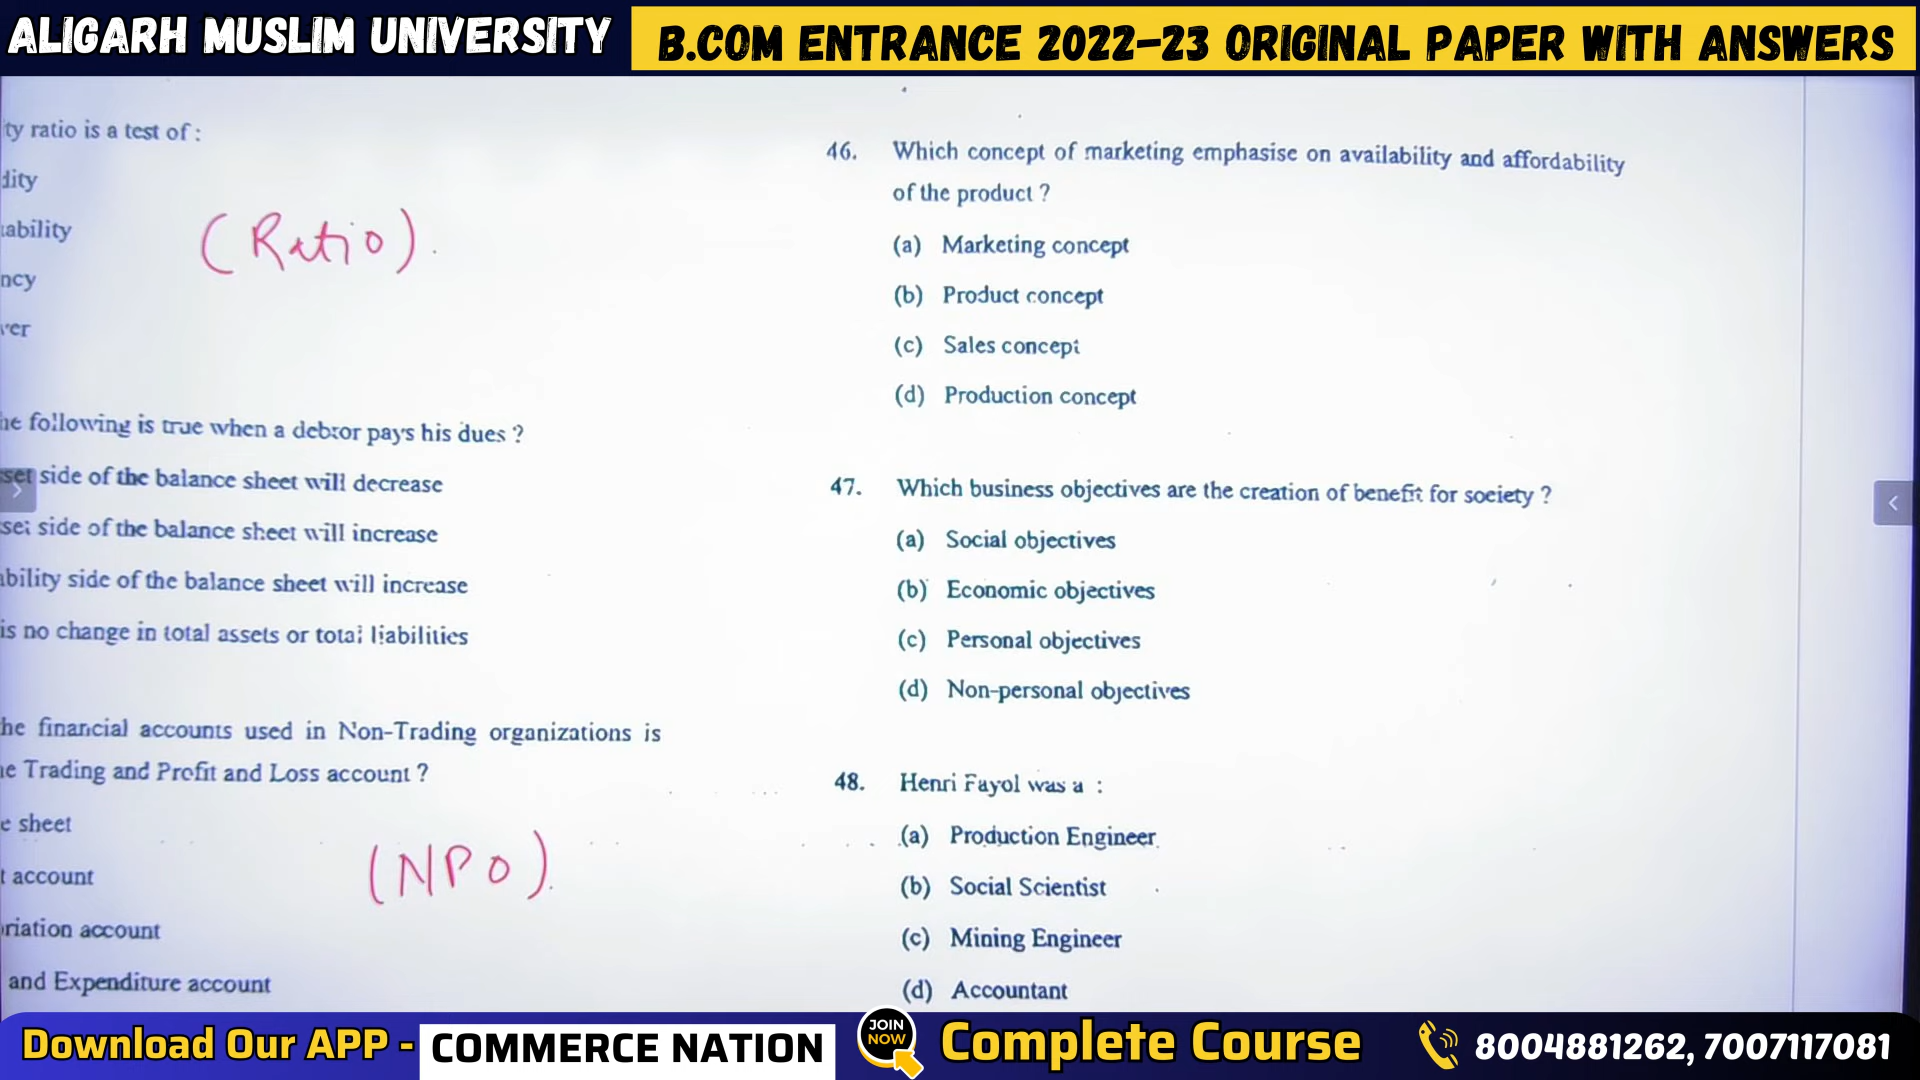 ALIGARH MUSLIM UNIVERSITY
B.COM ENTRANCE 2022-23 ORIGINAL PAPER WITH ANSWERS
ty ratio is a test of :
dity
ability
ncy
ver
(Ratio).
he following is true when a debtor pays his dues ?
set side of the balance sheet will decrease
set side of the balance sheet will increase
ability side of the balance sheet will increase
is no change in total assets or total liabilities
he financial accounts used in Non-Trading organizations is
e Trading and Profit and Loss account ?
e sheet
t account
riation account
and Expenditure account
(NPO).
46. Which concept of marketing emphasise on availability and affordability
of the product ?
(a) Marketing concept
(b) Product concept
(c) Sales concept
(d) Production concept
47. Which business objectives are the creation of benefit for society ?
(a) Social objectives
(b) Economic objectives
(c) Personal objectives
(d) Non-personal objectives
48. Henri Fayol was a :
(a) Production Engineer
(b) Social Scientist
(c) Mining Engineer
(d) Accountant
Download Our APP - COMMERCE NATION
JOIN
NOW
Complete Course
8004881262, 7007117081